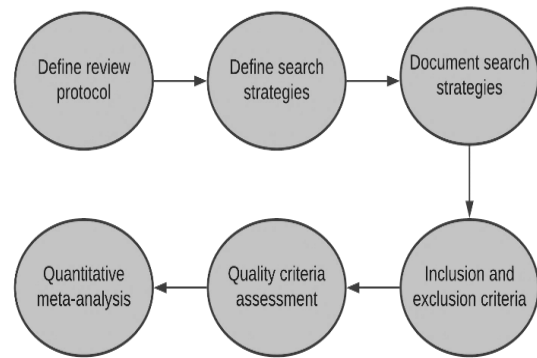 Define review
protocol
Define search
strategies
Document search
strategies
Inclusion and
exclusion criteria
Quality criteria
assessment
Quantitative
meta-analysis